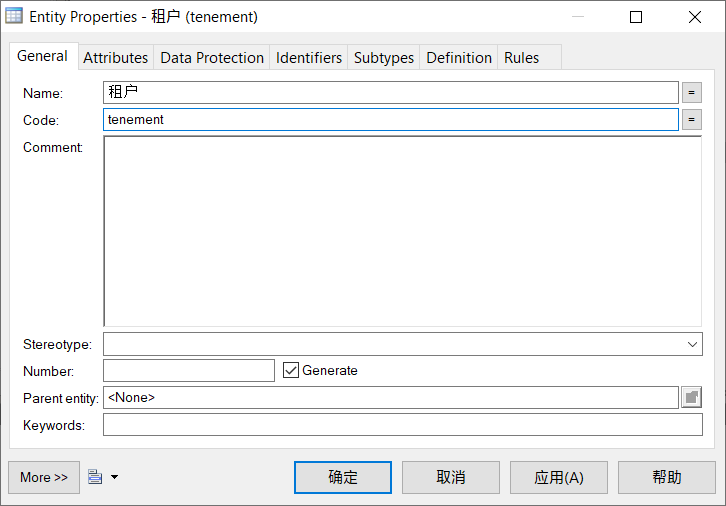 Entity Properties - 租户 (tenement)
General Attributes Data Protection Identifiers Subtypes Definition Rules
Name: 租户 =
Code: tenement =
Comment:
Stereotype:
Number: Generate
Parent entity: <None>
Keywords:
More >> 确定 取消 应用(A) 帮助